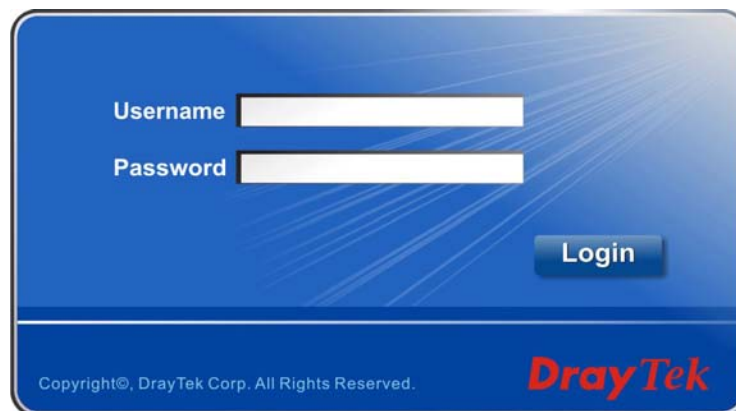 Username
Password
Login
Copyright©, DrayTek Corp. All Rights Reserved.
DrayTek